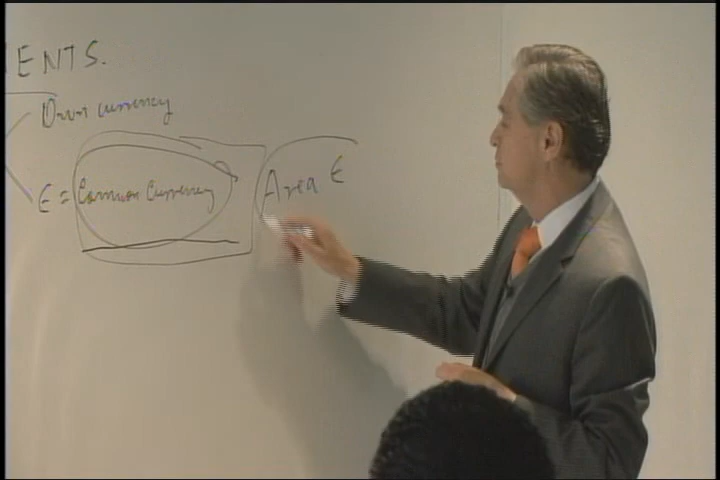 ENTS.
Own currency
€ = Common Currency Area €